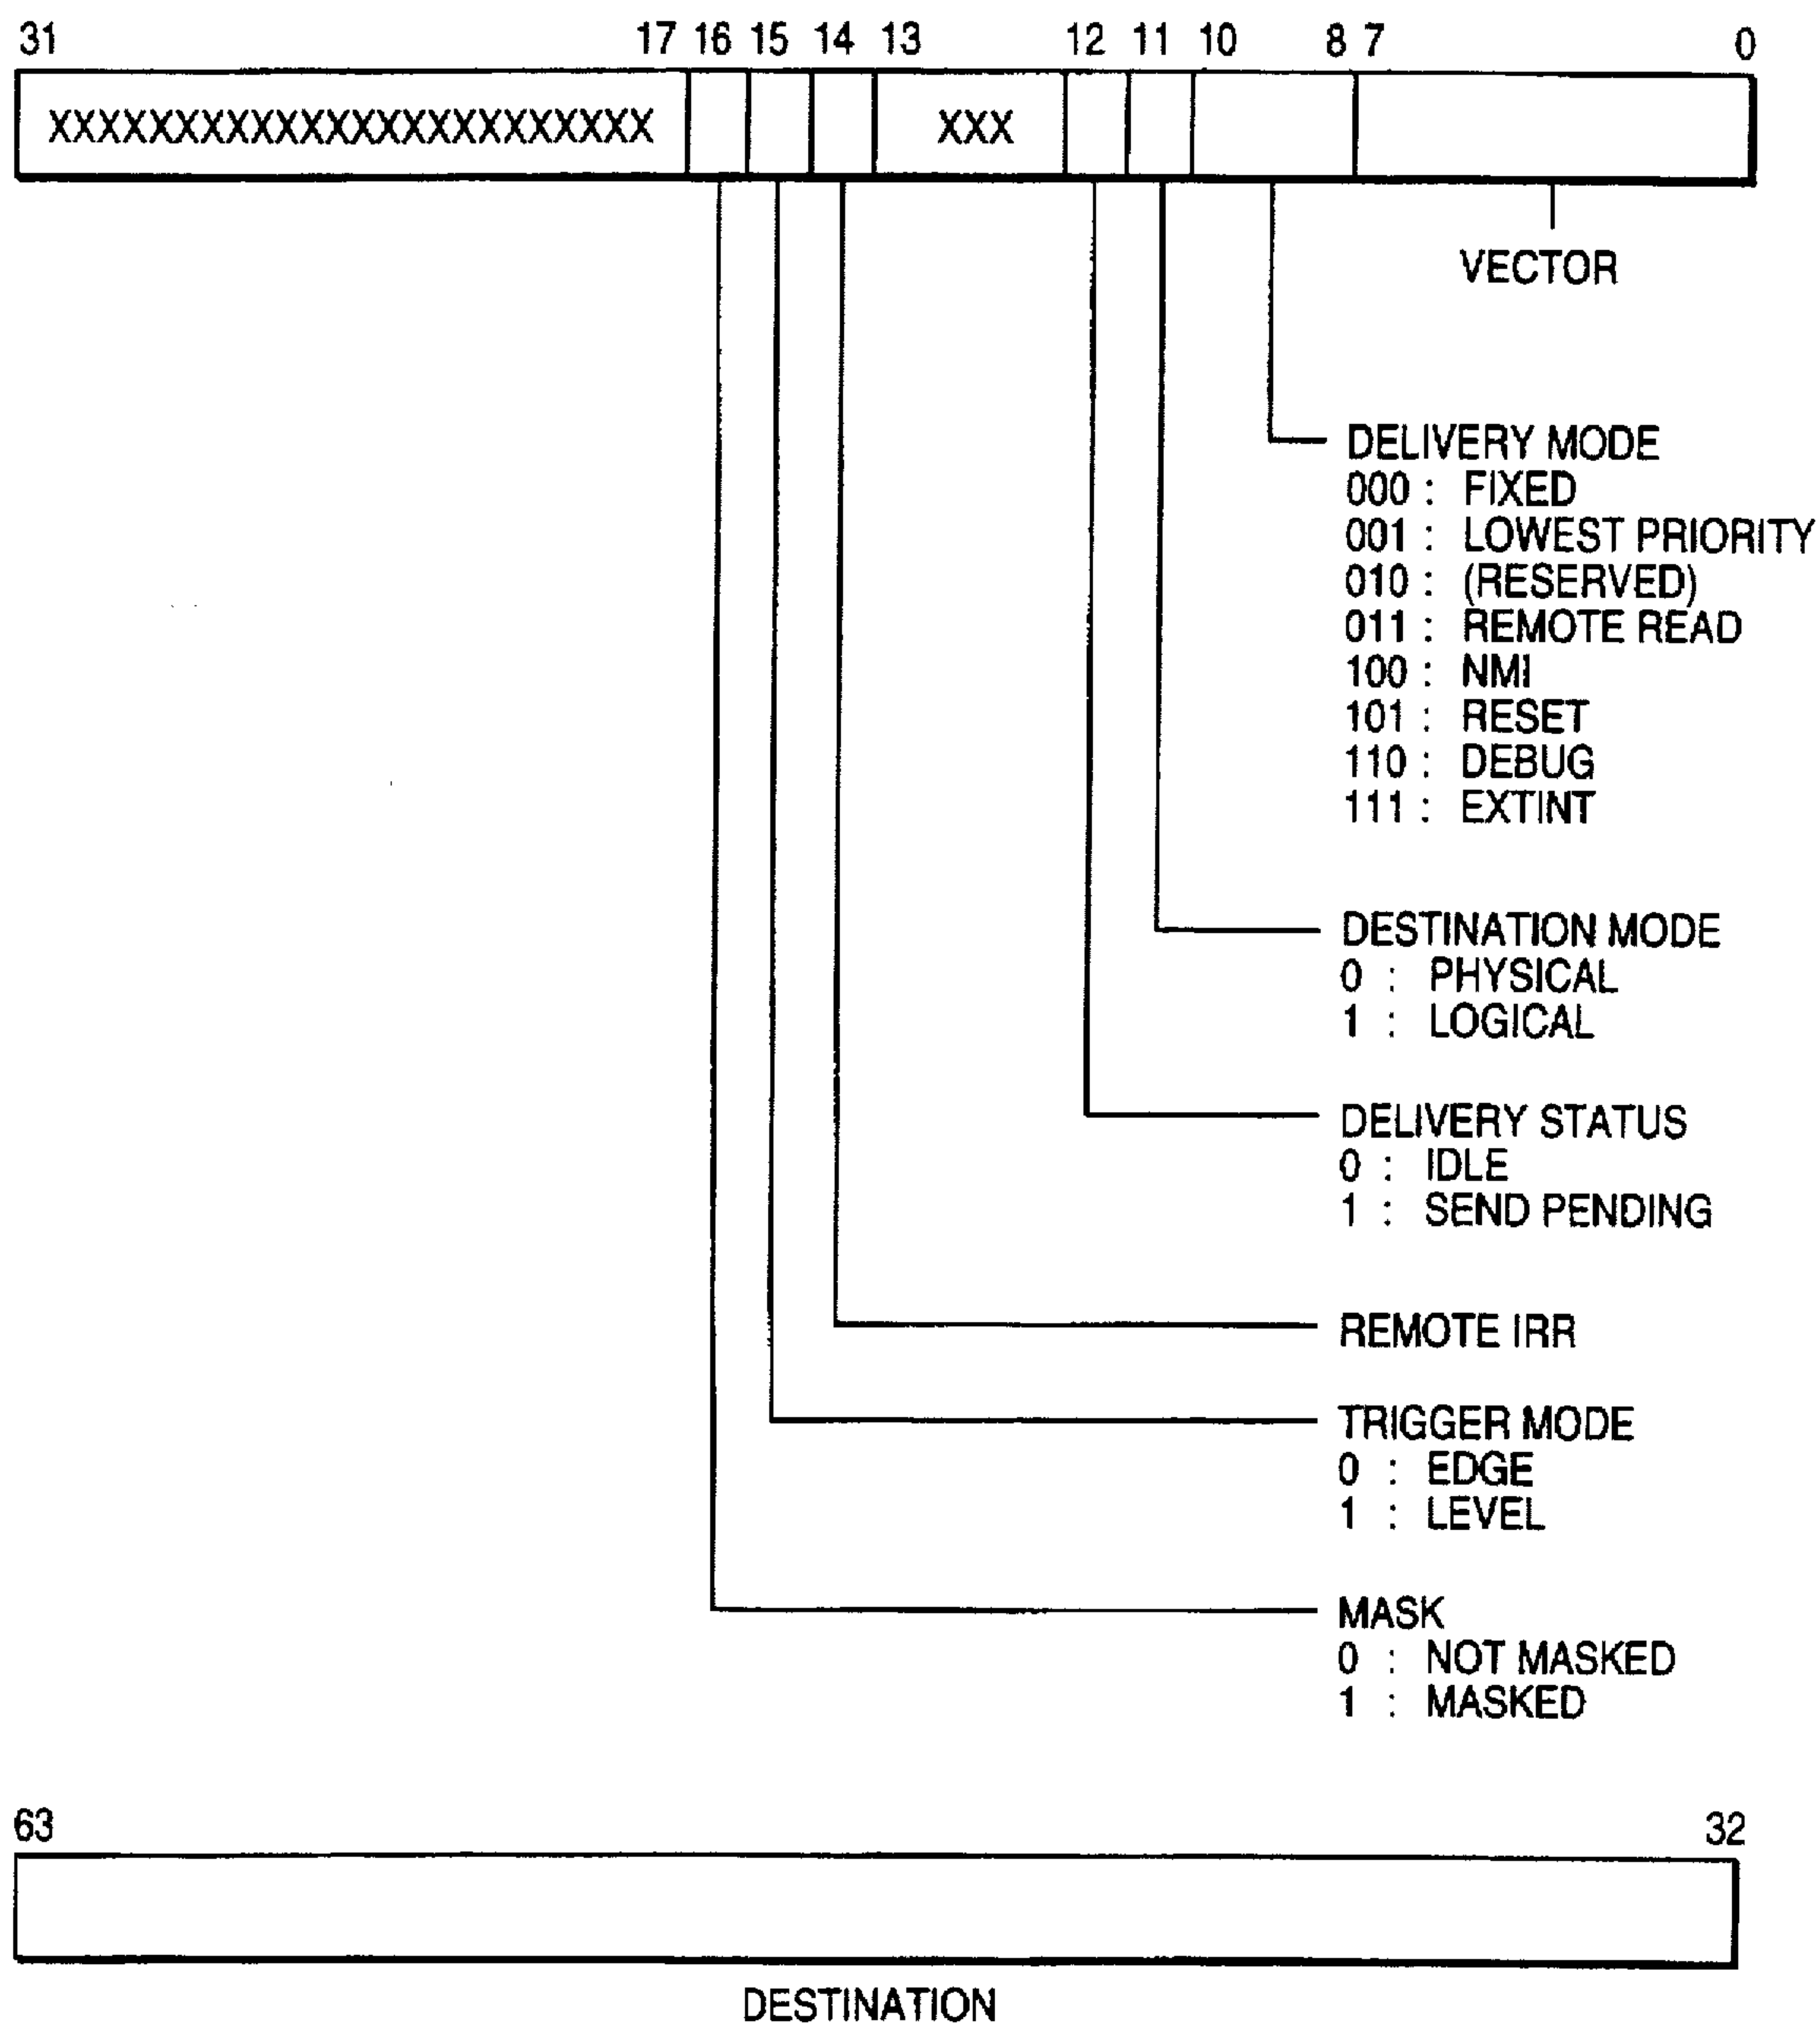 31 17 16 15 14 13 12 11 10 8 7 0
XXXXXXXXXXXXXXXXXXXXXXXX XXX
VECTOR
DELIVERY MODE
000 : FIXED
001 : LOWEST PRIORITY
010 : (RESERVED)
011 : REMOTE READ
100 : NMI
101 : RESET
110 : DEBUG
111 : EXTINT
DESTINATION MODE
0 : PHYSICAL
1 : LOGICAL
DELIVERY STATUS
0 : IDLE
1 : SEND PENDING
REMOTE IRR
TRIGGER MODE
0 : EDGE
1 : LEVEL
MASK
0 : NOT MASKED
1 : MASKED
63 32
DESTINATION